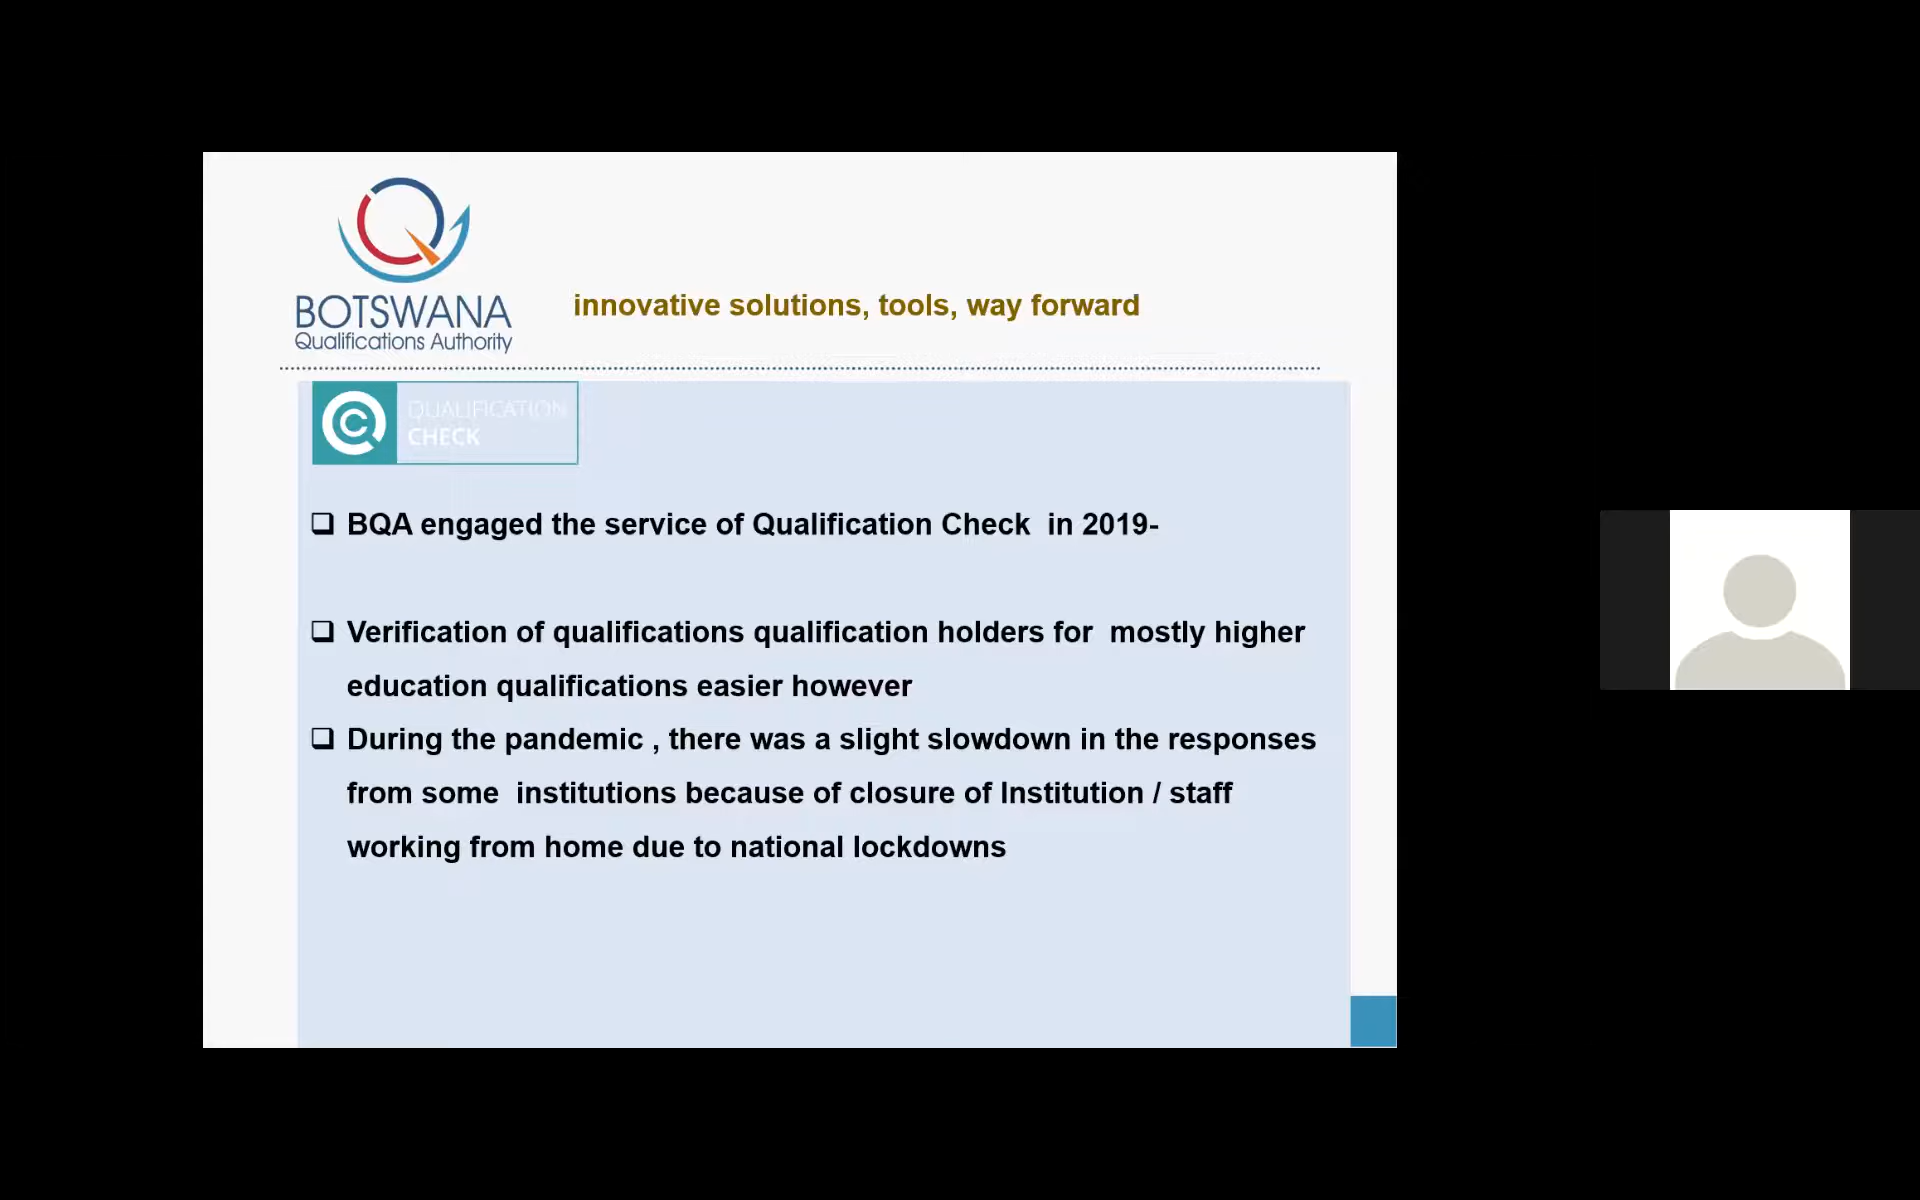 BOTSWANA
Qualifications Authority
innovative solutions, tools, way forward
QUALIFICATION
CHECK
BQA engaged the service of Qualification Check in 2019-
Verification of qualifications qualification holders for mostly higher
education qualifications easier however
During the pandemic , there was a slight slowdown in the responses
from some institutions because of closure of Institution / staff
working from home due to national lockdowns